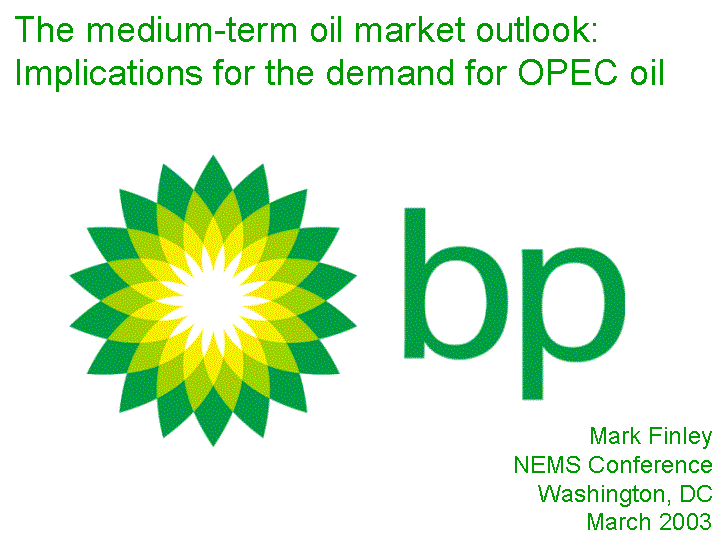 The medium-term oil market outlook:
Implications for the demand for OPEC oil
bp
Mark Finley
NEMS Conference
Washington, DC
March 2003